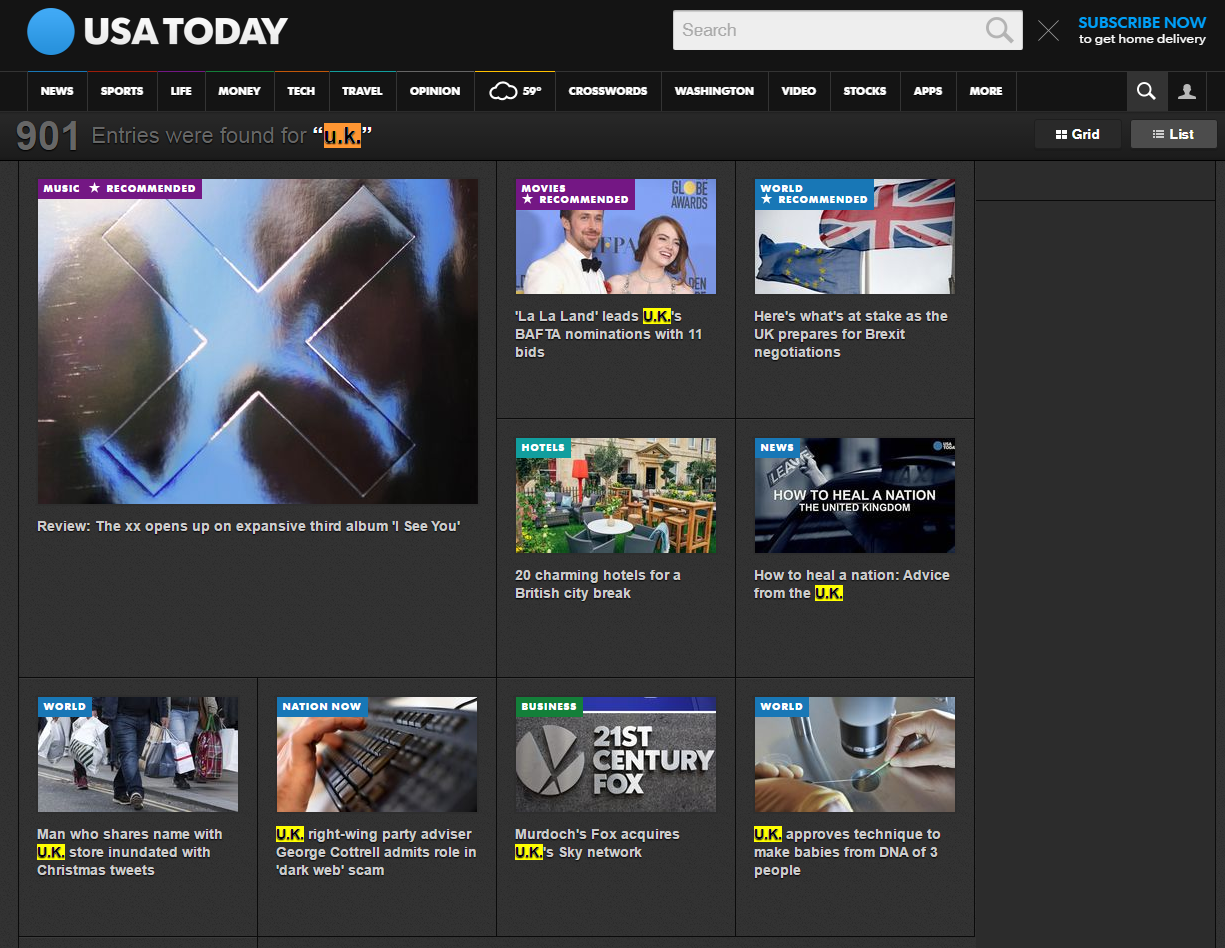 USA TODAY
Search
SUBSCRIBE NOW
to get home delivery
NEWS SPORTS LIFE MONEY TECH TRAVEL OPINION 59° CROSSWORDS WASHINGTON VIDEO STOCKS APPS MORE
901 Entries were found for “u.k.”
Grid List
MUSIC ★ RECOMMENDED
Review: The xx opens up on expansive third album 'I See You'
MOVIES
★ RECOMMENDED
GLOBE
AWARDS
'La La Land' leads U.K.'s
BAFTA nominations with 11
bids
WORLD
★ RECOMMENDED
Here's what's at stake as the
UK prepares for Brexit
negotiations
HOTELS
20 charming hotels for a
British city break
NEWS
LEAVE
HOW TO HEAL A NATION
THE UNITED KINGDOM
How to heal a nation: Advice
from the U.K.
WORLD
Man who shares name with
U.K. store inundated with
Christmas tweets
NATION NOW
U.K. right-wing party adviser
George Cottrell admits role in
'dark web' scam
BUSINESS
21ST
CENTURY
FOX
Murdoch's Fox acquires
U.K.'s Sky network
WORLD
U.K. approves technique to
make babies from DNA of 3
people